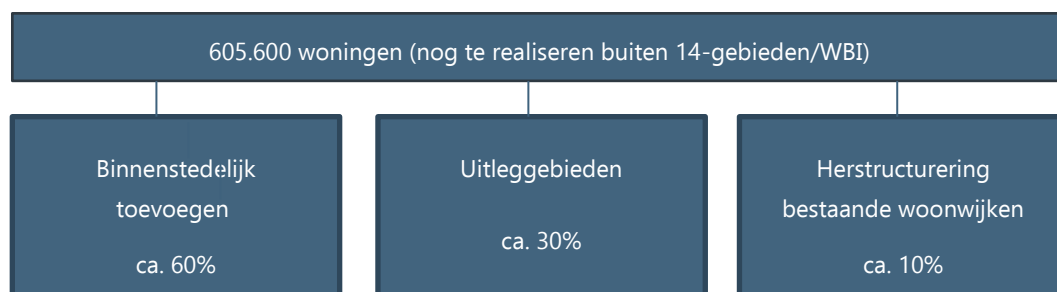 605.600 woningen (nog te realiseren buiten 14-gebieden/WBI)
Binnenstedelijk
toevoegen
ca. 60%
Uitleggebieden
ca. 30%
Herstructurering
bestaande woonwijken
ca. 10%